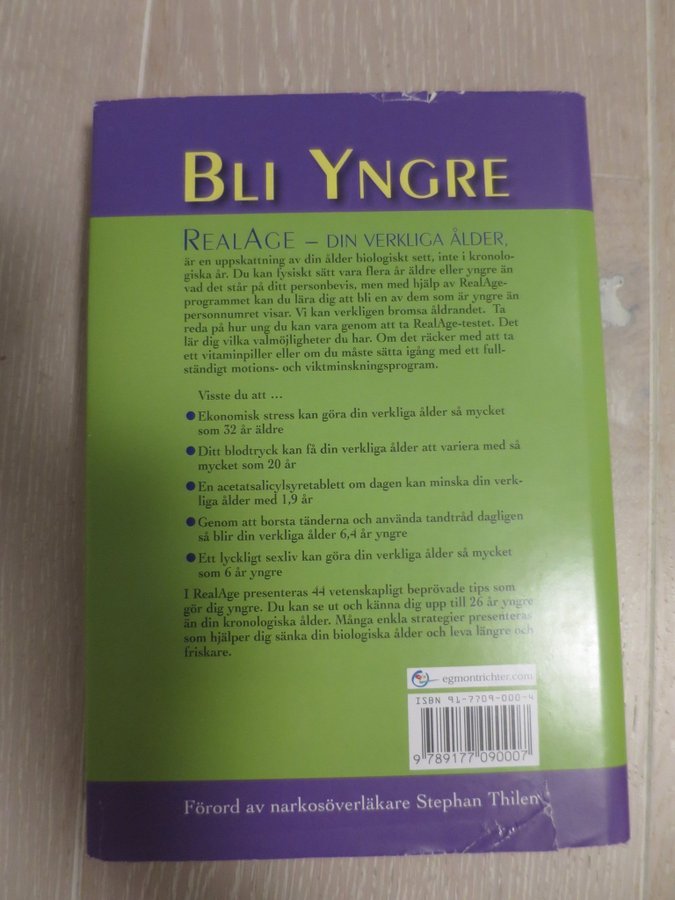 BLI YNGRE
REALAGE – DIN VERKLIGA ÅLDER,
är en uppskattning av din ålder biologiskt sett, inte i kronolo-
giska år. Du kan fysiskt sätt vara flera år äldre eller yngre än
vad det står på ditt personbevis, men med hjälp av RealAge-
programmet kan du lära dig att bli en av dem som är yngre än
personnumret visar. Vi kan verkligen bromsa åldrandet. Ta
reda på hur ung du kan vara genom att ta RealAge-testet. Det
lär dig vilka valmöjligheter du har. Om det räcker med att ta
ett vitaminpiller eller om du måste sätta igång med ett full-
ständigt motions- och viktminskningsprogram.
Visste du att ...
● Ekonomisk stress kan göra din verkliga ålder så mycket
som 32 år äldre
● Ditt blodtryck kan få din verkliga ålder att variera med så
mycket som 20 år
● En acetatsalicylsyretablett om dagen kan minska din verk-
liga ålder med 1,9 år
● Genom att borsta tänderna och använda tandtråd dagligen
så blir din verkliga ålder 6,4 år yngre
● Ett lyckligt sexliv kan göra din verkliga ålder så mycket
som 6 år yngre
I RealAge presenteras 44 vetenskapligt beprövade tips som
gör dig yngre. Du kan se ut och känna dig upp till 26 år yngre
än din kronologiska ålder. Många enkla strategier presenteras
som hjälper dig sänka din biologiska ålder och leva längre och
friskare.
egmontrichter.com
ISBN 91-7709-000-4
9 789177 090007
Förord av narkosöverläkare Stephan Thilen